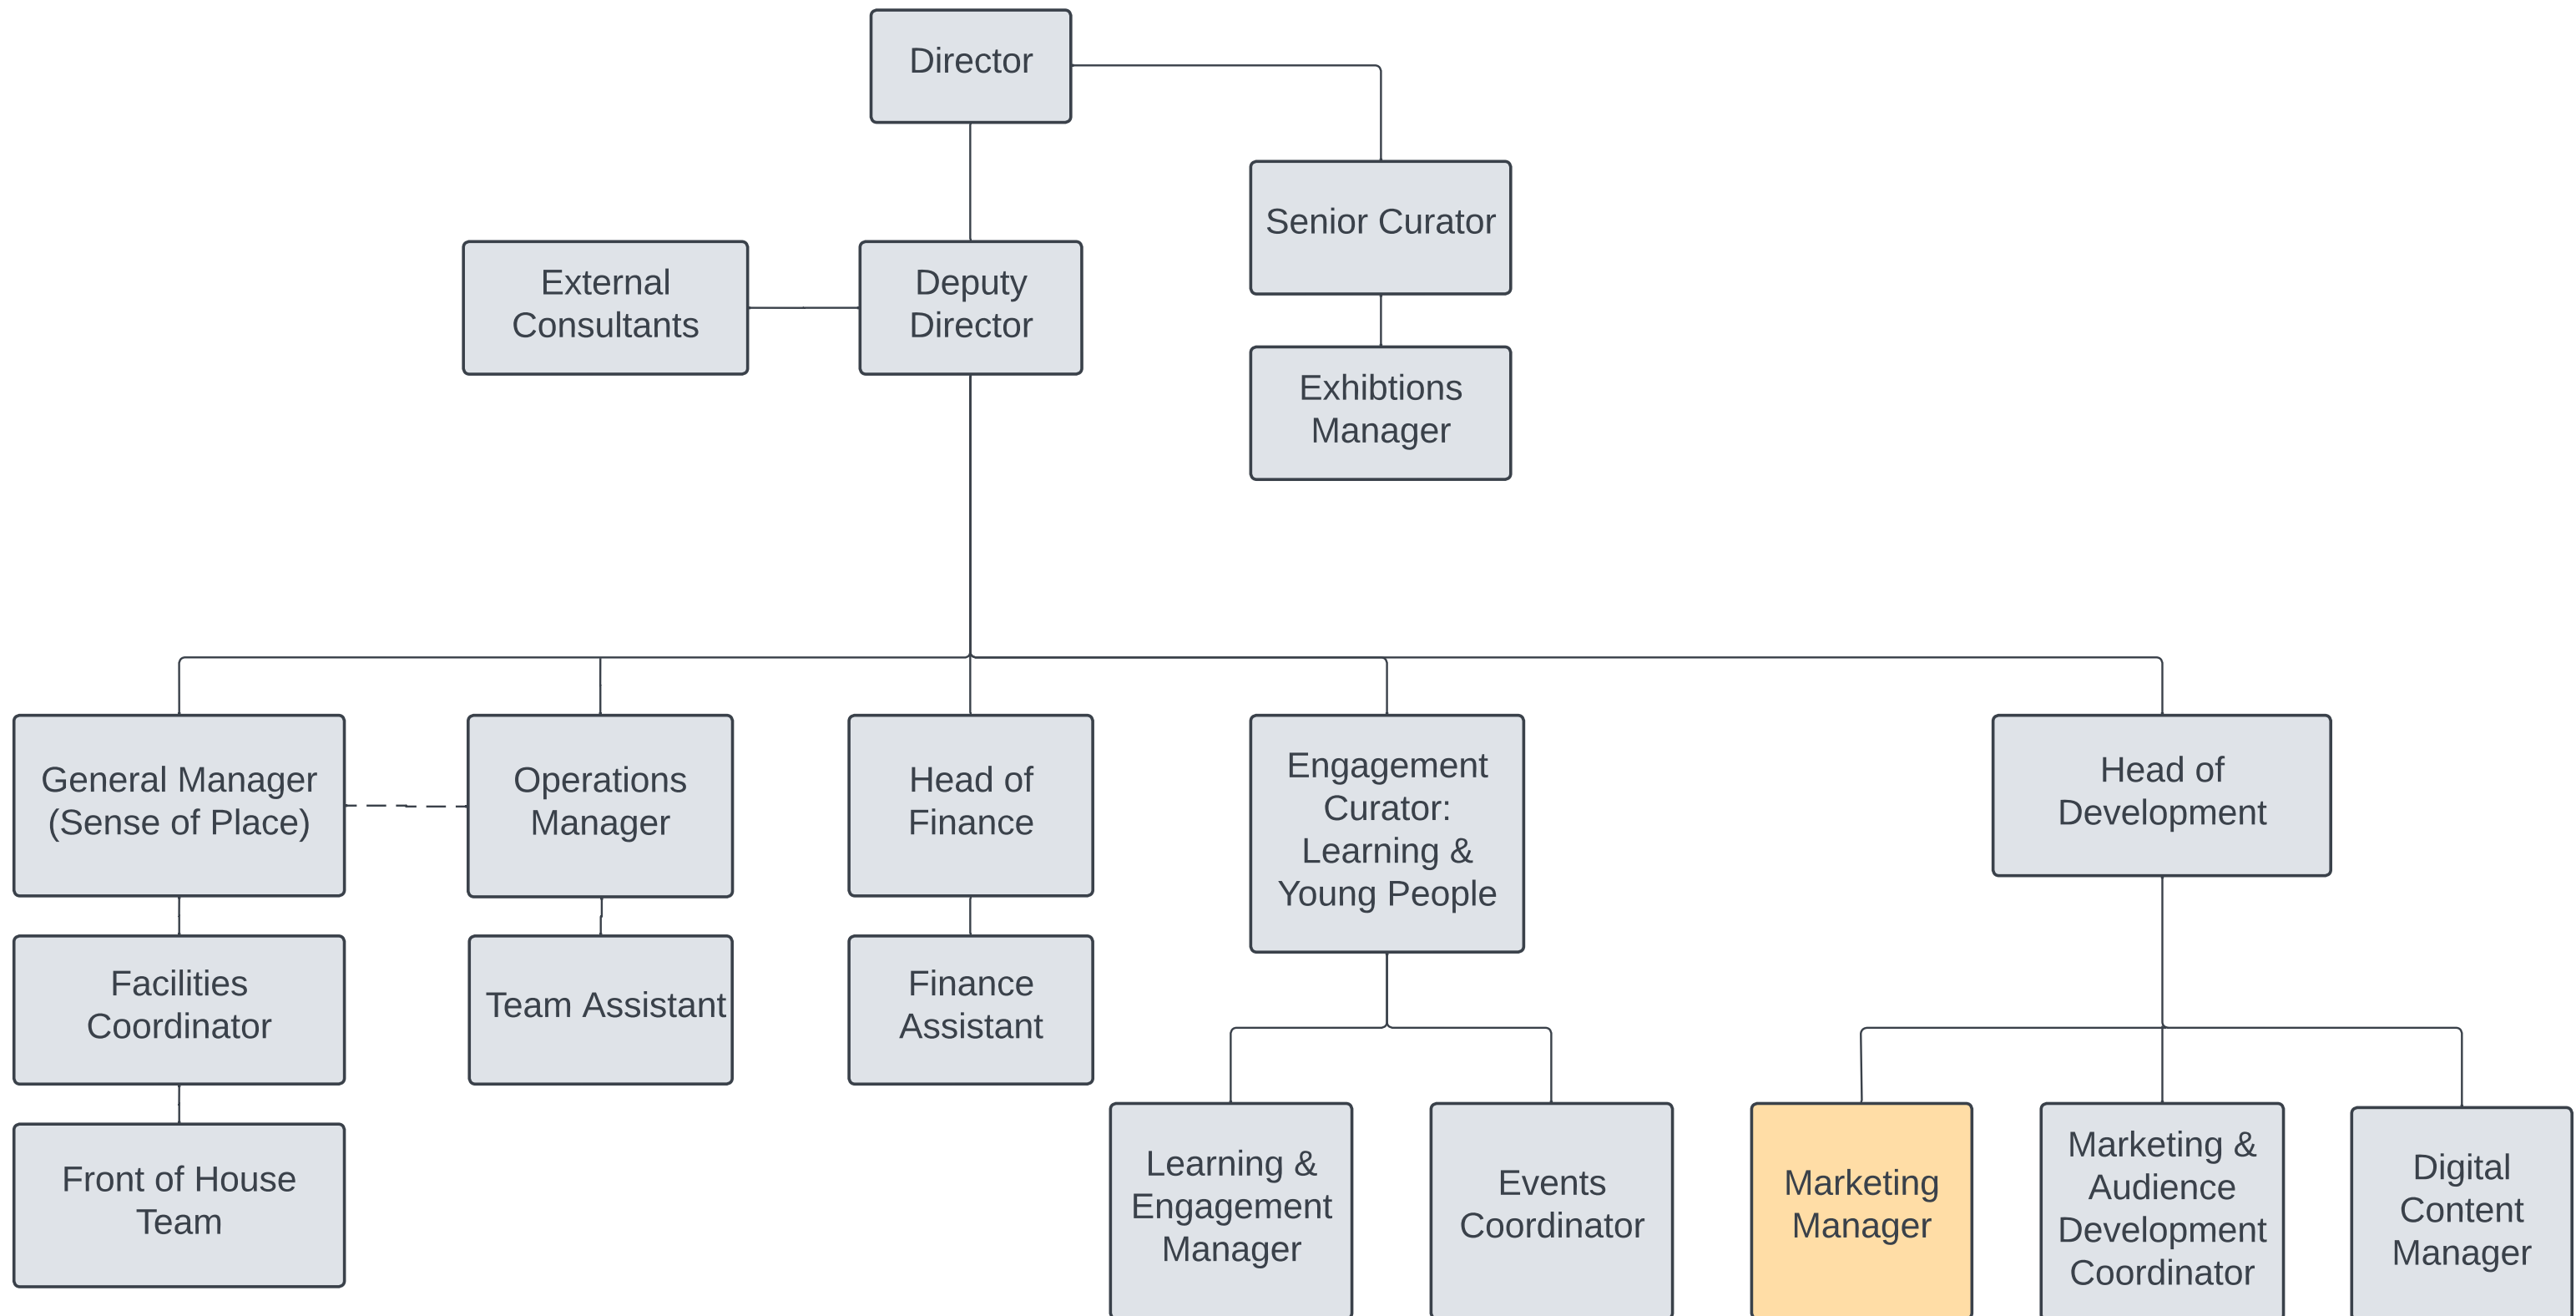 Director
Senior Curator
External
Consultants
Deputy
Director
Exhibtions
Manager
General Manager
(Sense of Place)
Operations
Manager
Head of
Finance
Engagement
Curator:
Learning &
Young People
Head of
Development
Facilities
Coordinator
Team Assistant
Finance
Assistant
Front of House
Team
Learning &
Engagement
Manager
Events
Coordinator
Marketing
Manager
Marketing &
Audience
Development
Coordinator
Digital
Content
Manager